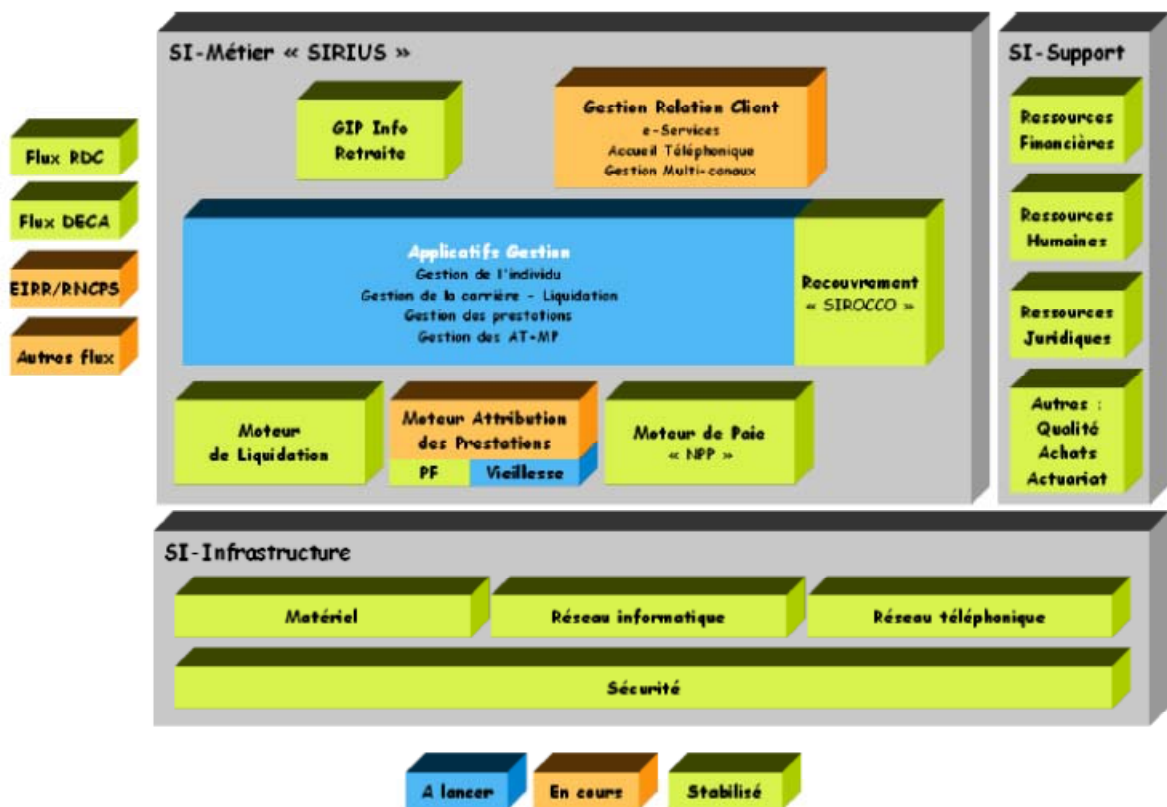 SI-Métier « SIRIUS »
GIP Info
Retraite
Gestion Relation Client
e-Services
Accueil Téléphonique
Gestion Multi-canaux
Flux RDC
Flux DECA
EIRR/RNCPS
Autres flux
Applicatifs Gestion
Gestion de l'individu
Gestion de la carrière - Liquidation
Gestion des prestations
Gestion des AT-MP
Recouvrement
« SIROCCO »
Moteur
de Liquidation
Moteur Attribution
des Prestations
PF
Vieillesse
Moteur de Paie
« NPP »
SI-Support
Ressources
Financières
Ressources
Humaines
Ressources
Juridiques
Autres :
Qualité
Achats
Actuariat
SI-Infrastructure
Matériel
Réseau informatique
Réseau téléphonique
Sécurité
A lancer
En cours
Stabilisé